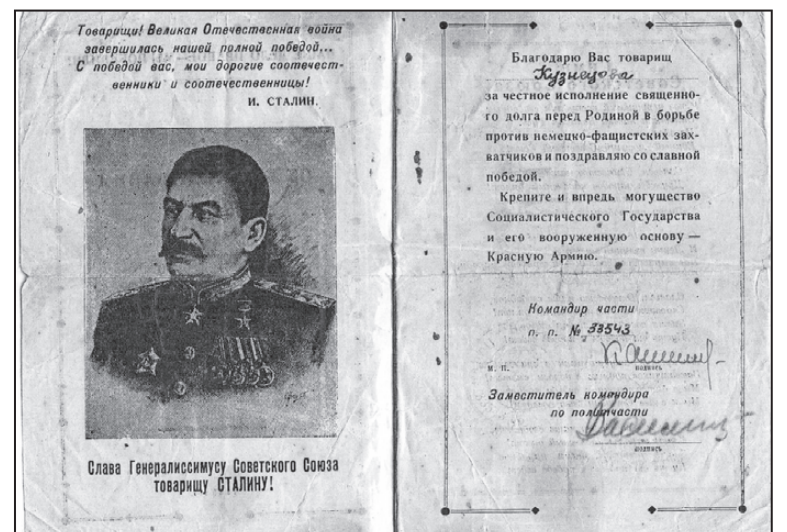 Товарищи! Великая Отечественная война
завершилась нашей полной победой...
С победой вас, мои дорогие соотечест-
венники и соотечественницы!
И. СТАЛИН.
Слава Генералиссимусу Советского Союза
товарищу СТАЛИНУ!
Благодарю Вас товарищ
Кузнецова
за честное исполнение священно-
го долга перед Родиной в борьбе
против немецко-фащистских зах-
ватчиков и поздравляю со славной
победой.
Крепите и впредь могущество
Социалистического Государства
и его вооруженную основу —
Красную Армию.
Командир части
п. п. № 33543
м. п.
подпись
Заместитель командира
по политчасти
подпись